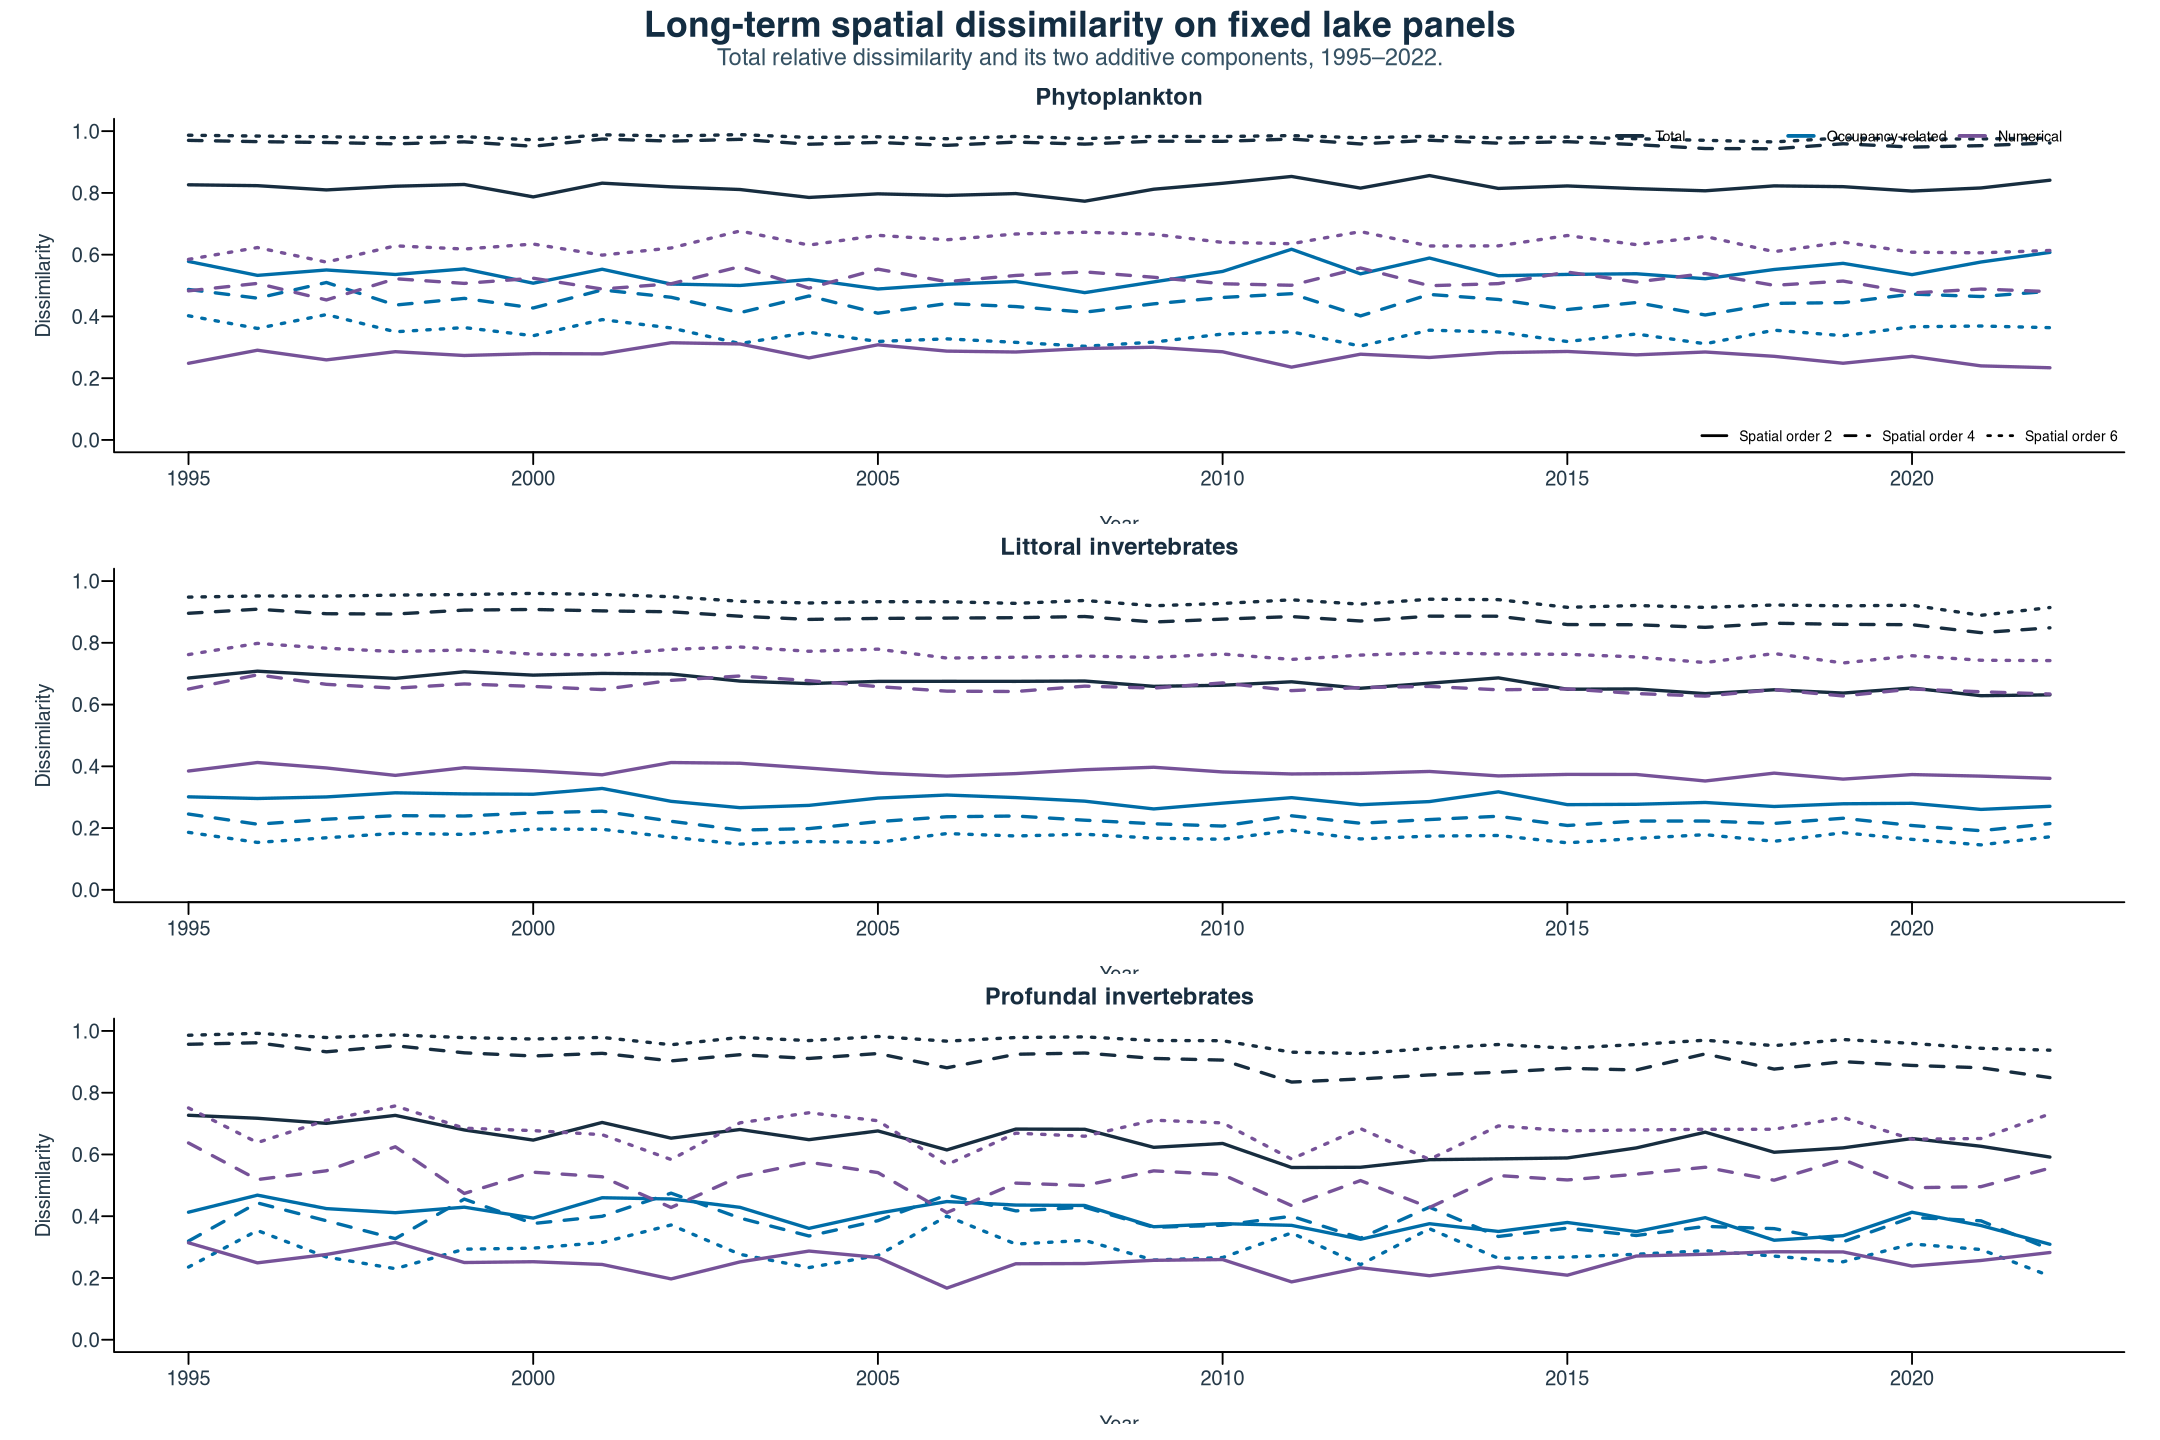 Long-term spatial dissimilarity on fixed lake panels
Total relative dissimilarity and its two additive components, 1995–2022.
Phytoplankton
Dissimilarity
1.0
0.8
0.6
0.4
0.2
0.0
Total
Occupancy-related
Numerical
Spatial order 2
Spatial order 4
Spatial order 6
1995 2000 2005 2010 2015 2020
Year
Littoral invertebrates
Dissimilarity
1.0
0.8
0.6
0.4
0.2
0.0
1995 2000 2005 2010 2015 2020
Year
Profundal invertebrates
Dissimilarity
1.0
0.8
0.6
0.4
0.2
0.0
1995 2000 2005 2010 2015 2020
Year